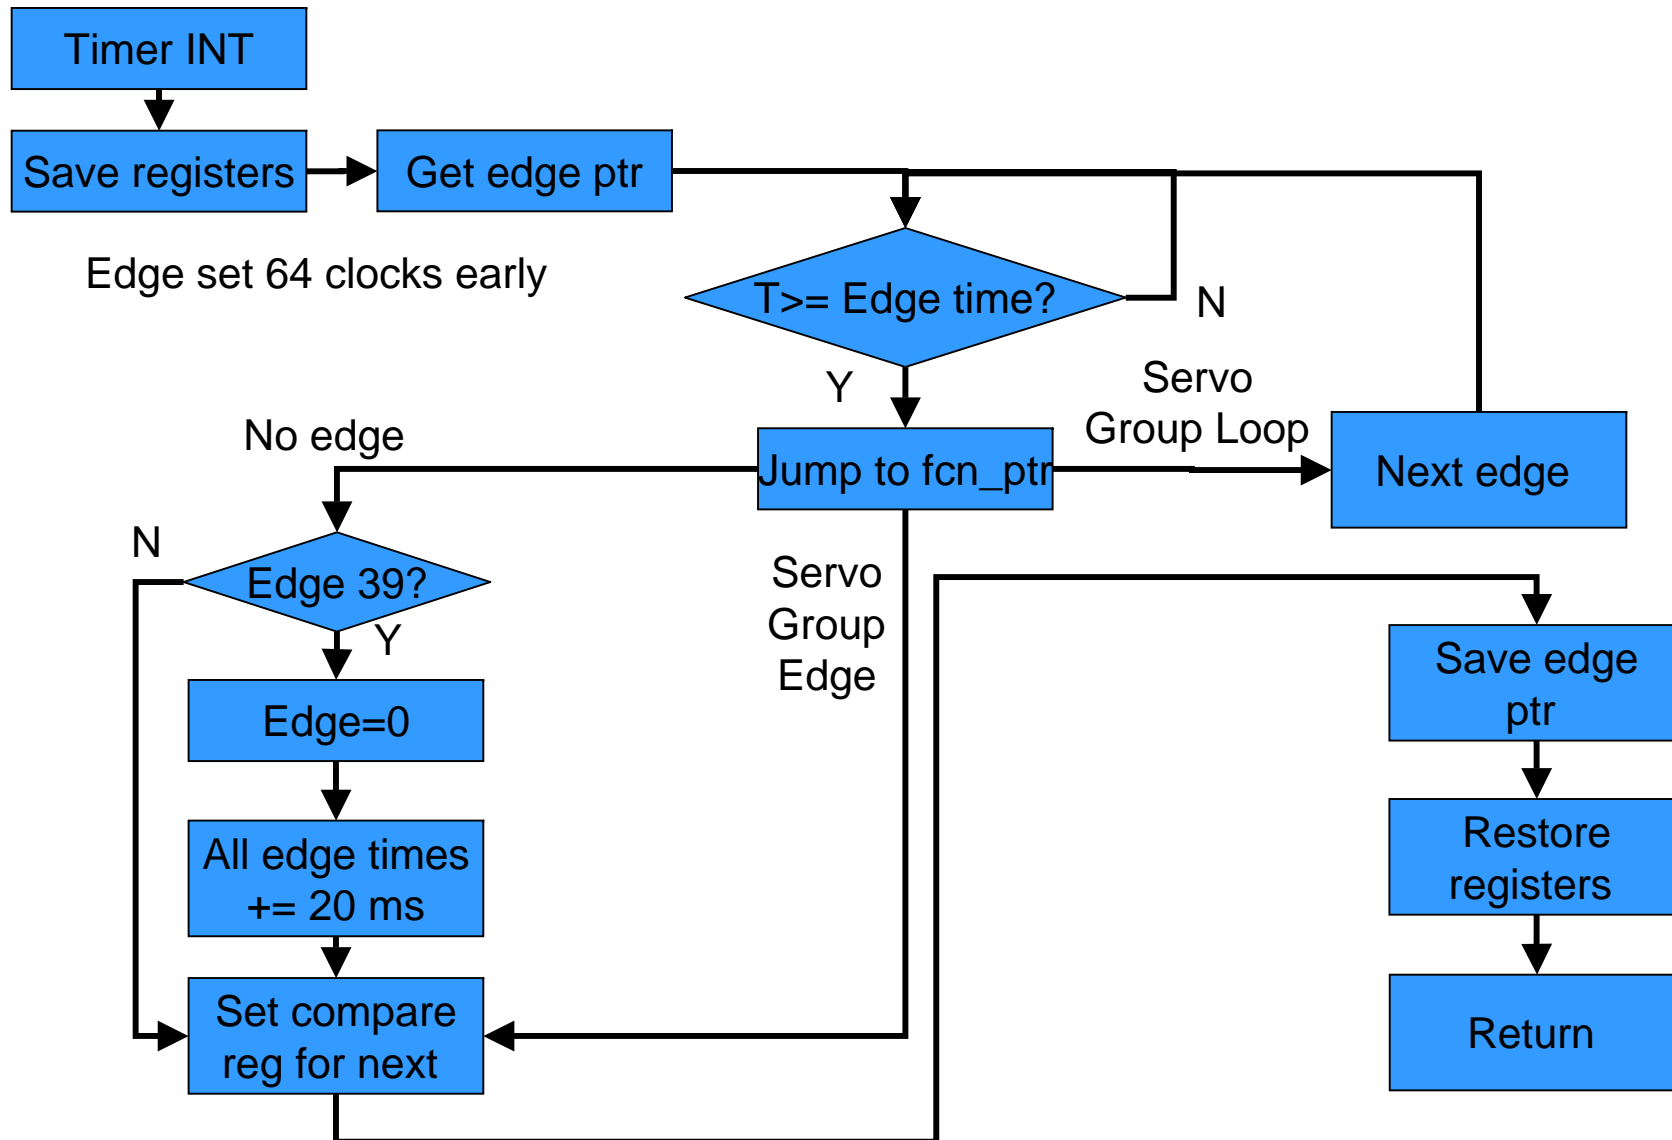 Timer INT
Save registers
Get edge ptr
Edge set 64 clocks early
T>= Edge time?
N
Y
Servo
Group Loop
No edge
Jump to fcn_ptr
Next edge
N
Edge 39?
Y
Servo
Group
Edge
Edge=0
All edge times
+= 20 ms
Set compare
reg for next
Save edge
ptr
Restore
registers
Return